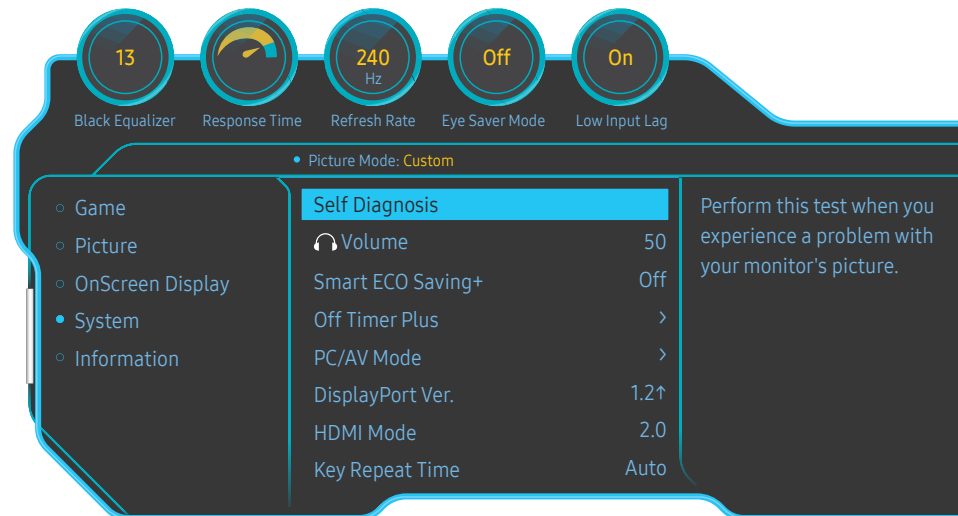 13
240
Hz
Off
On
Black Equalizer
Response Time
Refresh Rate
Eye Saver Mode
Low Input Lag
Picture Mode: Custom
Game
Picture
OnScreen Display
System
Information
Self Diagnosis
Volume 50
Smart ECO Saving+ Off
Off Timer Plus >
PC/AV Mode >
DisplayPort Ver. 1.2↑
HDMI Mode 2.0
Key Repeat Time Auto
Perform this test when you
experience a problem with
your monitor's picture.